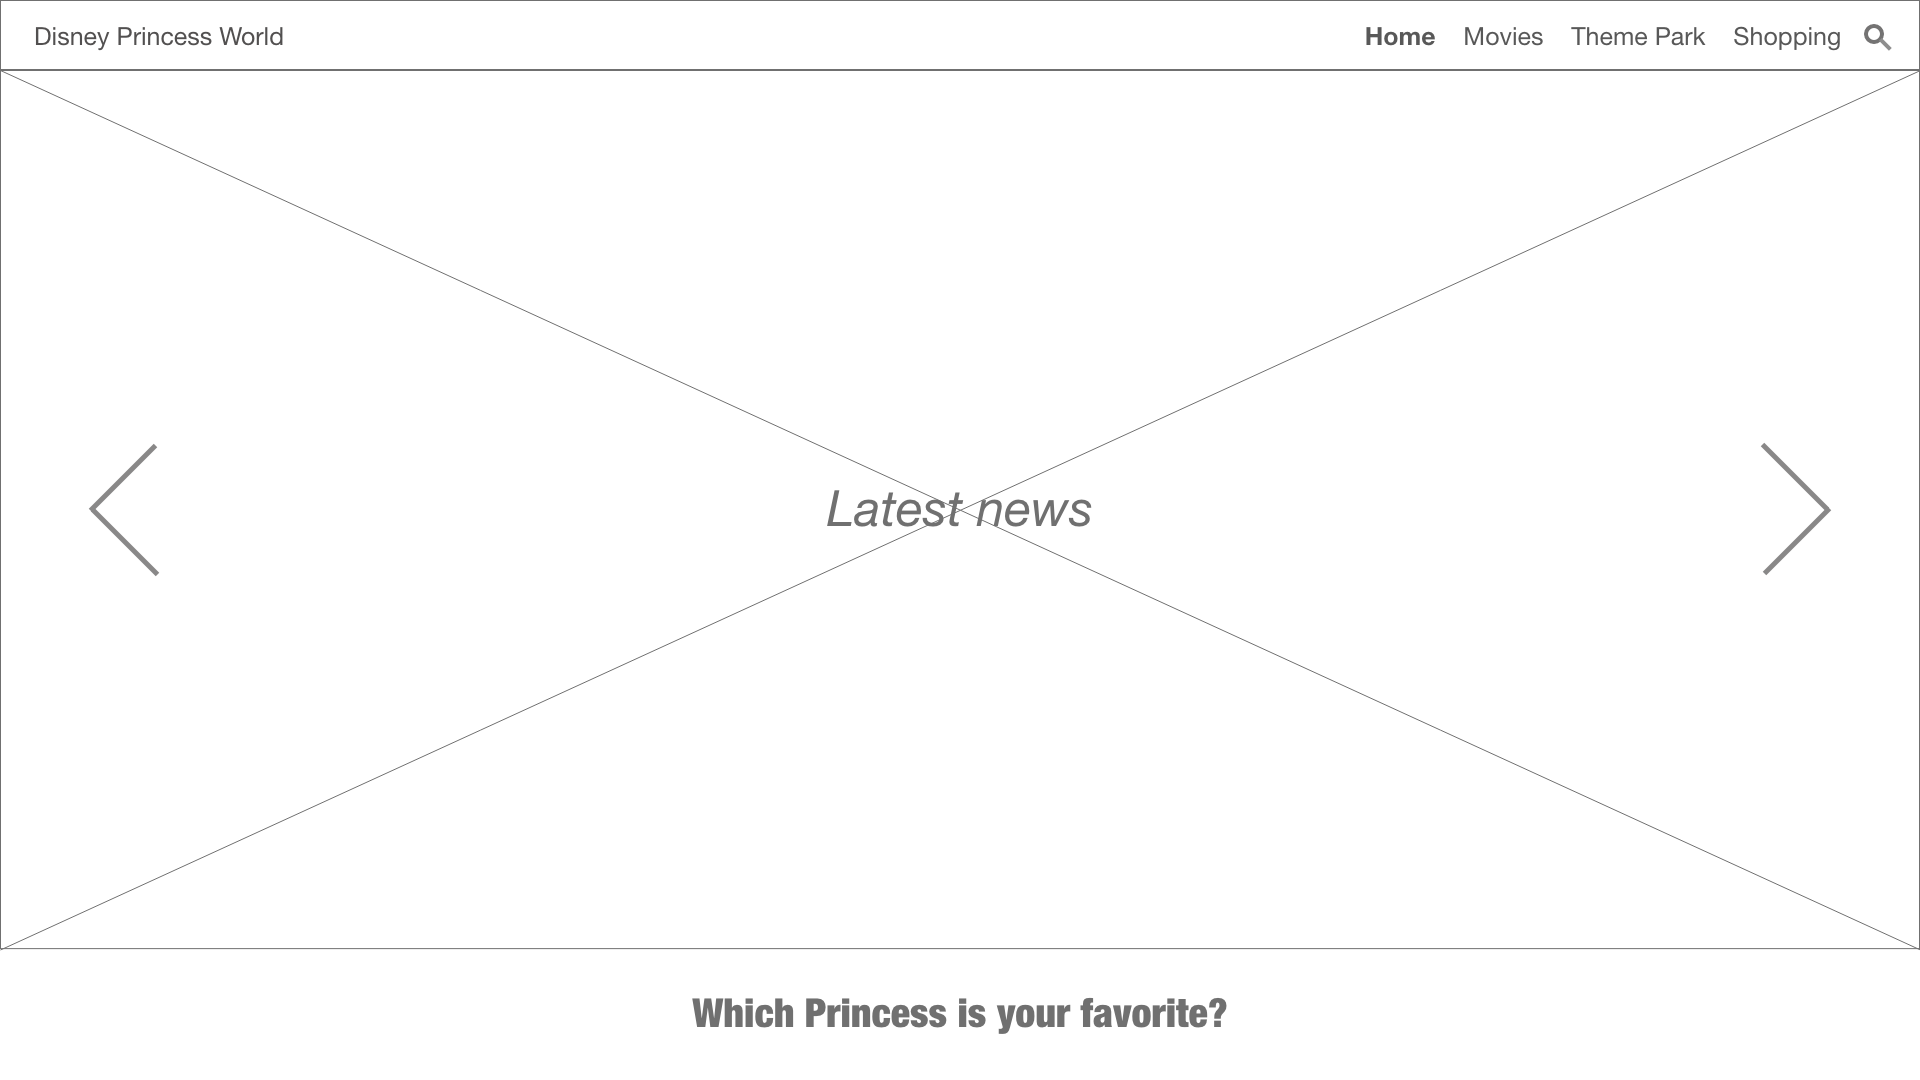 Disney Princess World
Home Movies Theme Park Shopping
Latest news
Which Princess is your favorite?